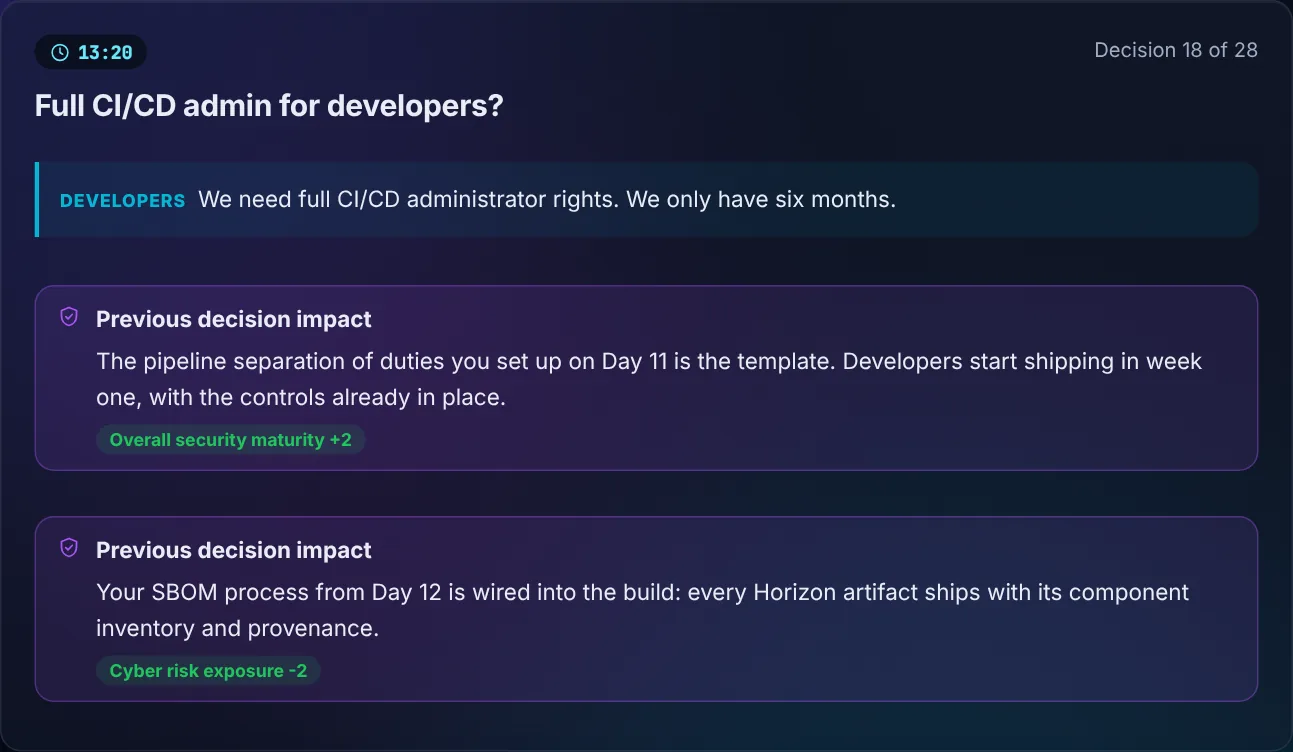 13:20
Decision 18 of 28
Full CI/CD admin for developers?
DEVELOPERS We need full CI/CD administrator rights. We only have six months.
Previous decision impact
The pipeline separation of duties you set up on Day 11 is the template. Developers start shipping in week
one, with the controls already in place.
Overall security maturity +2
Previous decision impact
Your SBOM process from Day 12 is wired into the build: every Horizon artifact ships with its component
inventory and provenance.
Cyber risk exposure -2